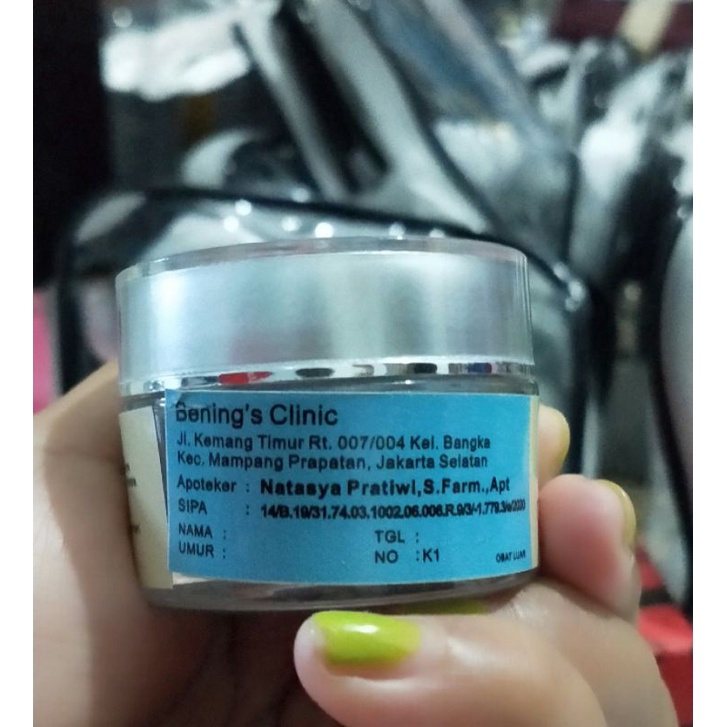 Bening's Clinic
Jl. Kemang Timur Rt. 007/004 Kel. Bangka
Kec. Mampang Prapatan, Jakarta Selatan
Apoteker : Natasya Pratiwi,S.Farm.,Apt
SIPA : 14/B.19/31.74.03.1002.06.006.R.9/3/-1.779.3/e/2020
NAMA : TGL :
UMUR : NO : K1
OBAT LUAR